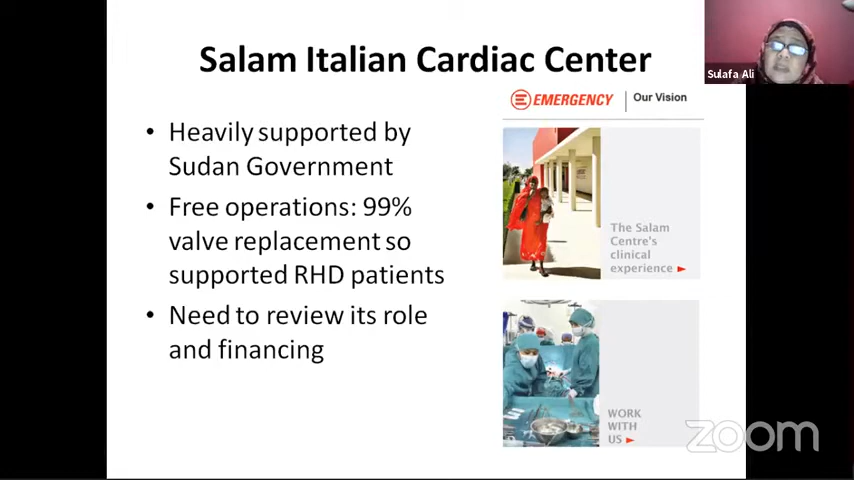 Salam Italian Cardiac Center
Sulafa Ali
EMERGENCY
Our Vision
• Heavily supported by
Sudan Government
• Free operations: 99%
valve replacement so
supported RHD patients
• Need to review its role
and financing
The Salam
Centre's
clinical
experience
WORK
WITH
US
zoom